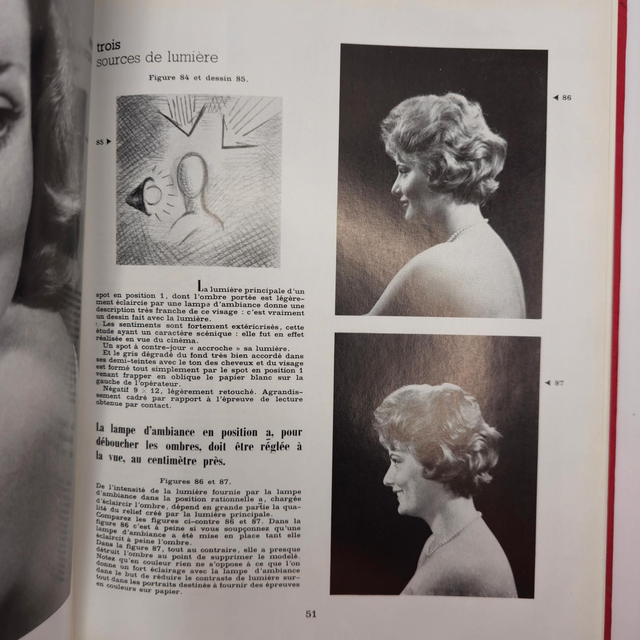 trois
sources de lumière
Figure 84 et dessin 85.
85
86
La lumière principale d'un
spot en position 1, dont l'ombre portée est légère-
ment éclaircie par une lampe d'ambiance donne une
description très franche de ce visage : c'est vraiment
un dessin fait avec la lumière.
Les sentiments sont fortement extéricrisés, cette
étude ayant un caractère scénique : elle fut en effet
réalisée en vue du cinéma.
Un spot à contre-jour « accroche » sa lumière.
Et le gris dégradé du fond très bien accordé dans
ses demi-teintes avec le ton des cheveux et du visage
est formé tout simplement par le spot en position 1
venant frapper en oblique le papier blanc sur la
gauche de l'opérateur.
Négatif 9 × 12, légèrement retouché. Agrandis-
sement cadré par rapport à l'épreuve de lecture
obtenue par contact.
87
La lampe d'ambiance en position a, pour
déboucher les ombres, doit être réglée à
la vue, au centimètre près.
Figures 86 et 87.
De l'intensité de la lumière fournie par la lampe
d'ambiance dans la position rationnelle a, chargée
d'éclaircir l'ombre, dépend en grande partie la qua-
lité du relief créé par la lumière principale.
Comparez les figures ci-contre 86 et 87. Dans la
figure 86 c'est à peine si vous soupçonnez qu'une
lampe d'ambiance a été mise en place tant elle
éclaircit à peine l'ombre.
Dans la figure 87, tout au contraire, elle a presque
détruit l'ombre au point de supprimer le modelé.
Notez qu'en couleur rien ne s'oppose à ce que l'on
donne un fort éclairage avec la lampe d'ambiance
dans le but de réduire le contraste de lumière sur-
tout dans les portraits destinés à fournir des épreuves
en couleurs sur papier.
51